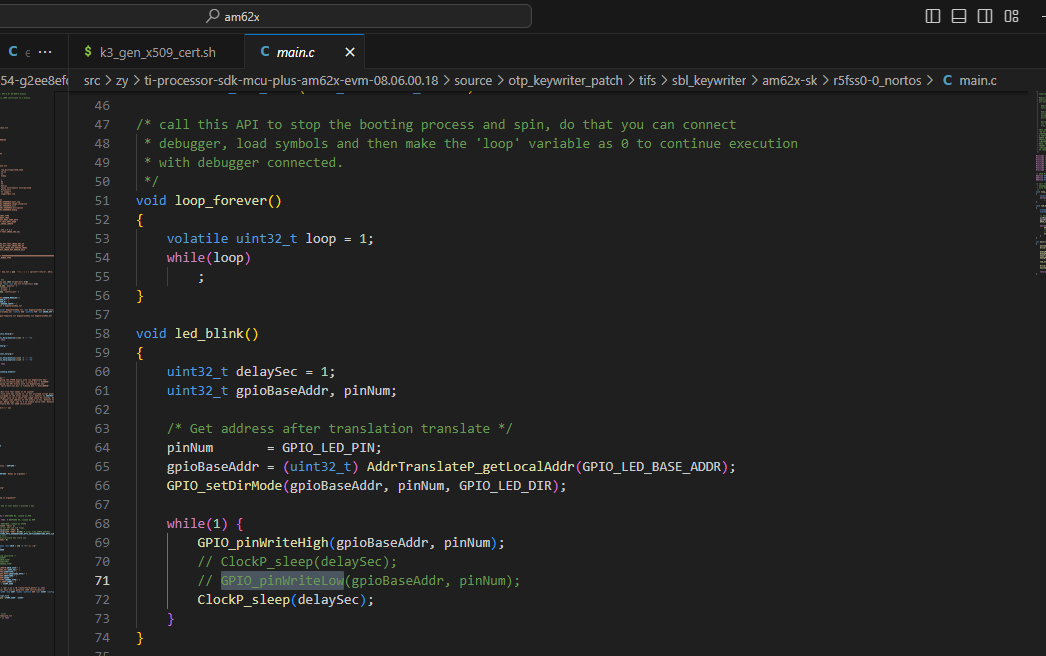 am62x
C e ... $ k3_gen_x509_cert.sh C main.c ×
54-g2ee8efd src > zy > ti-processor-sdk-mcu-plus-am62x-evm-08.06.00.18 > source > otp_keywriter_patch > tifs > sbl_keywriter > am62x-sk > r5fss0-0_nortos > C main.c
46
47 /* call this API to stop the booting process and spin, do that you can connect
48 * debugger, load symbols and then make the 'loop' variable as 0 to continue execution
49 * with debugger connected.
50 */
51 void loop_forever()
52 {
53 volatile uint32_t loop = 1;
54 while(loop)
55 ;
56 }
57
58 void led_blink()
59 {
60 uint32_t delaySec = 1;
61 uint32_t gpioBaseAddr, pinNum;
62
63 /* Get address after translation translate */
64 pinNum = GPIO_LED_PIN;
65 gpioBaseAddr = (uint32_t) AddrTranslateP_getLocalAddr(GPIO_LED_BASE_ADDR);
66 GPIO_setDirMode(gpioBaseAddr, pinNum, GPIO_LED_DIR);
67
68 while(1) {
69 GPIO_pinWriteHigh(gpioBaseAddr, pinNum);
70 // ClockP_sleep(delaySec);
71 // GPIO_pinWriteLow(gpioBaseAddr, pinNum);
72 ClockP_sleep(delaySec);
73 }
74 }
75